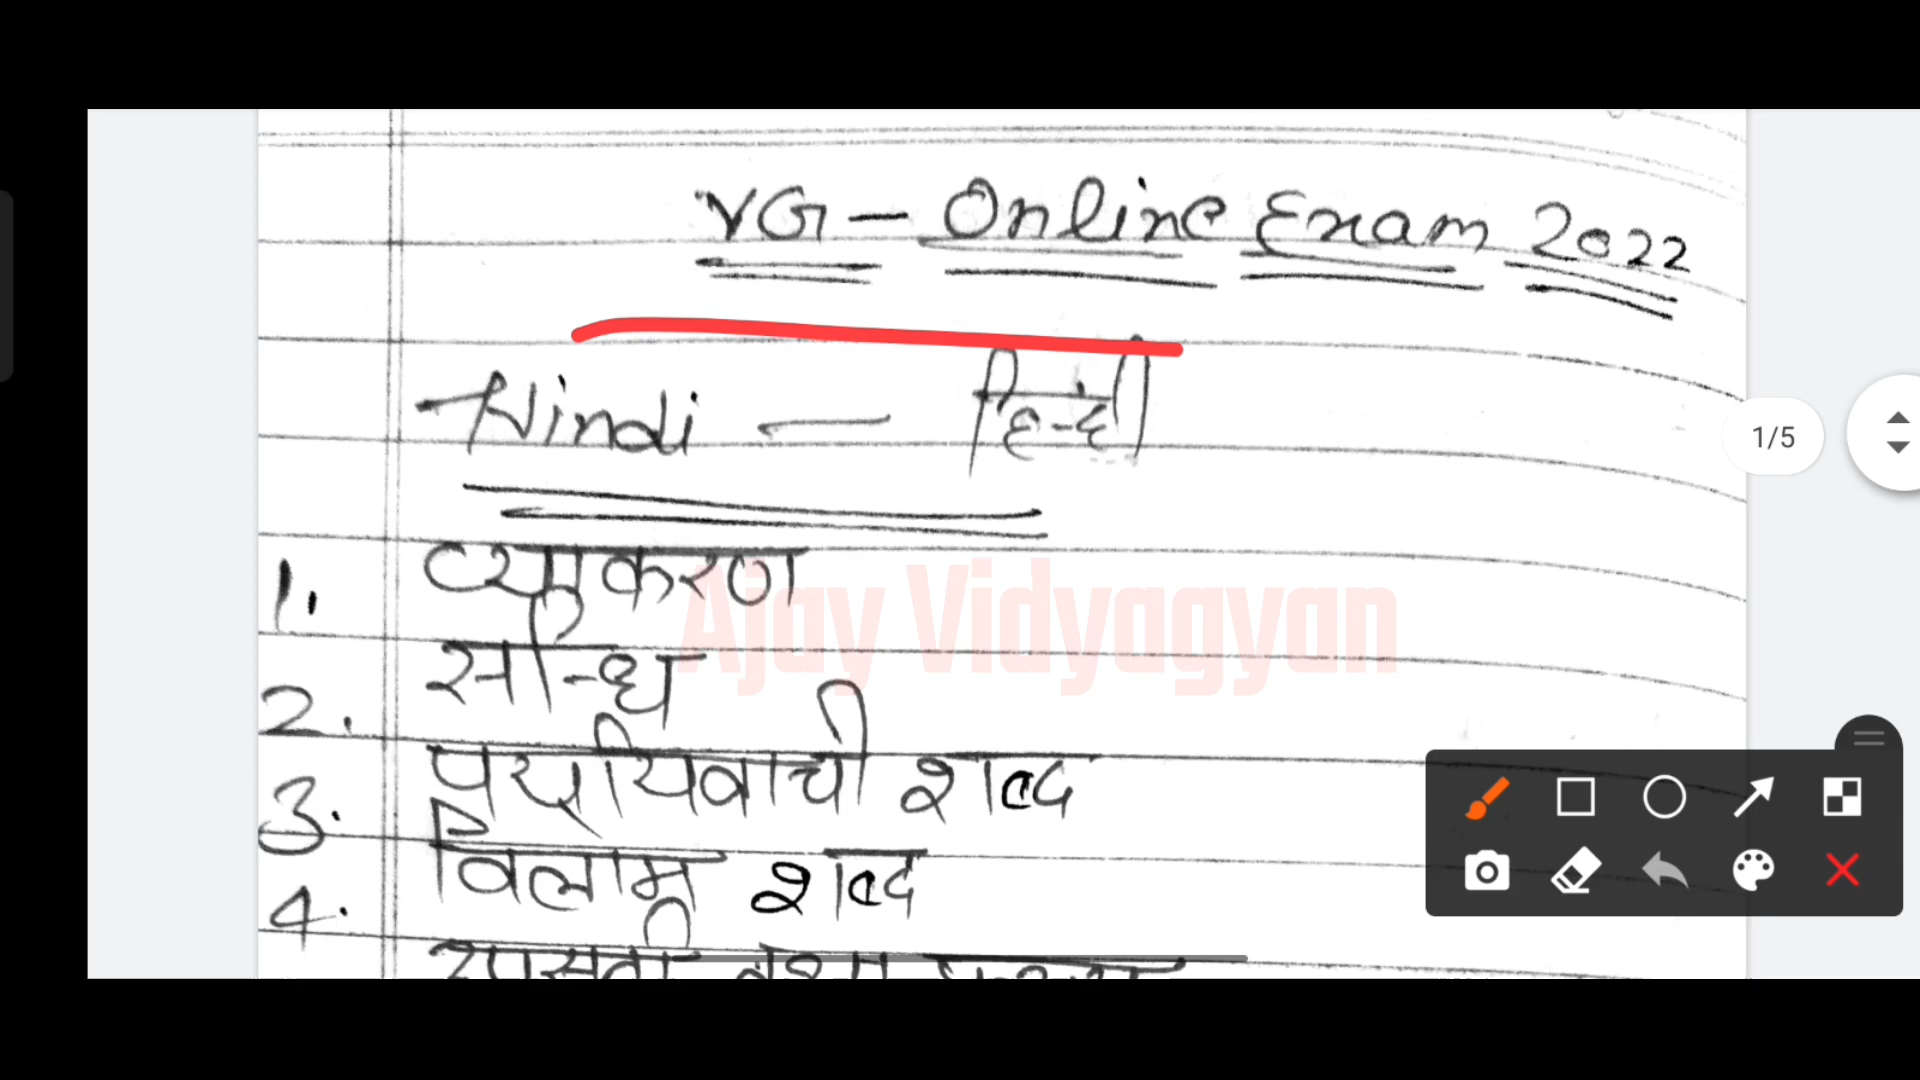 VG - Online Exam 2022
Hindi - हिन्दी
1. व्याकरण
2. सन्धि
3. पर्यायवाची शब्द
4. विलोम शब्द
उपसर्ग
Ajay Vidyagyan
1/5